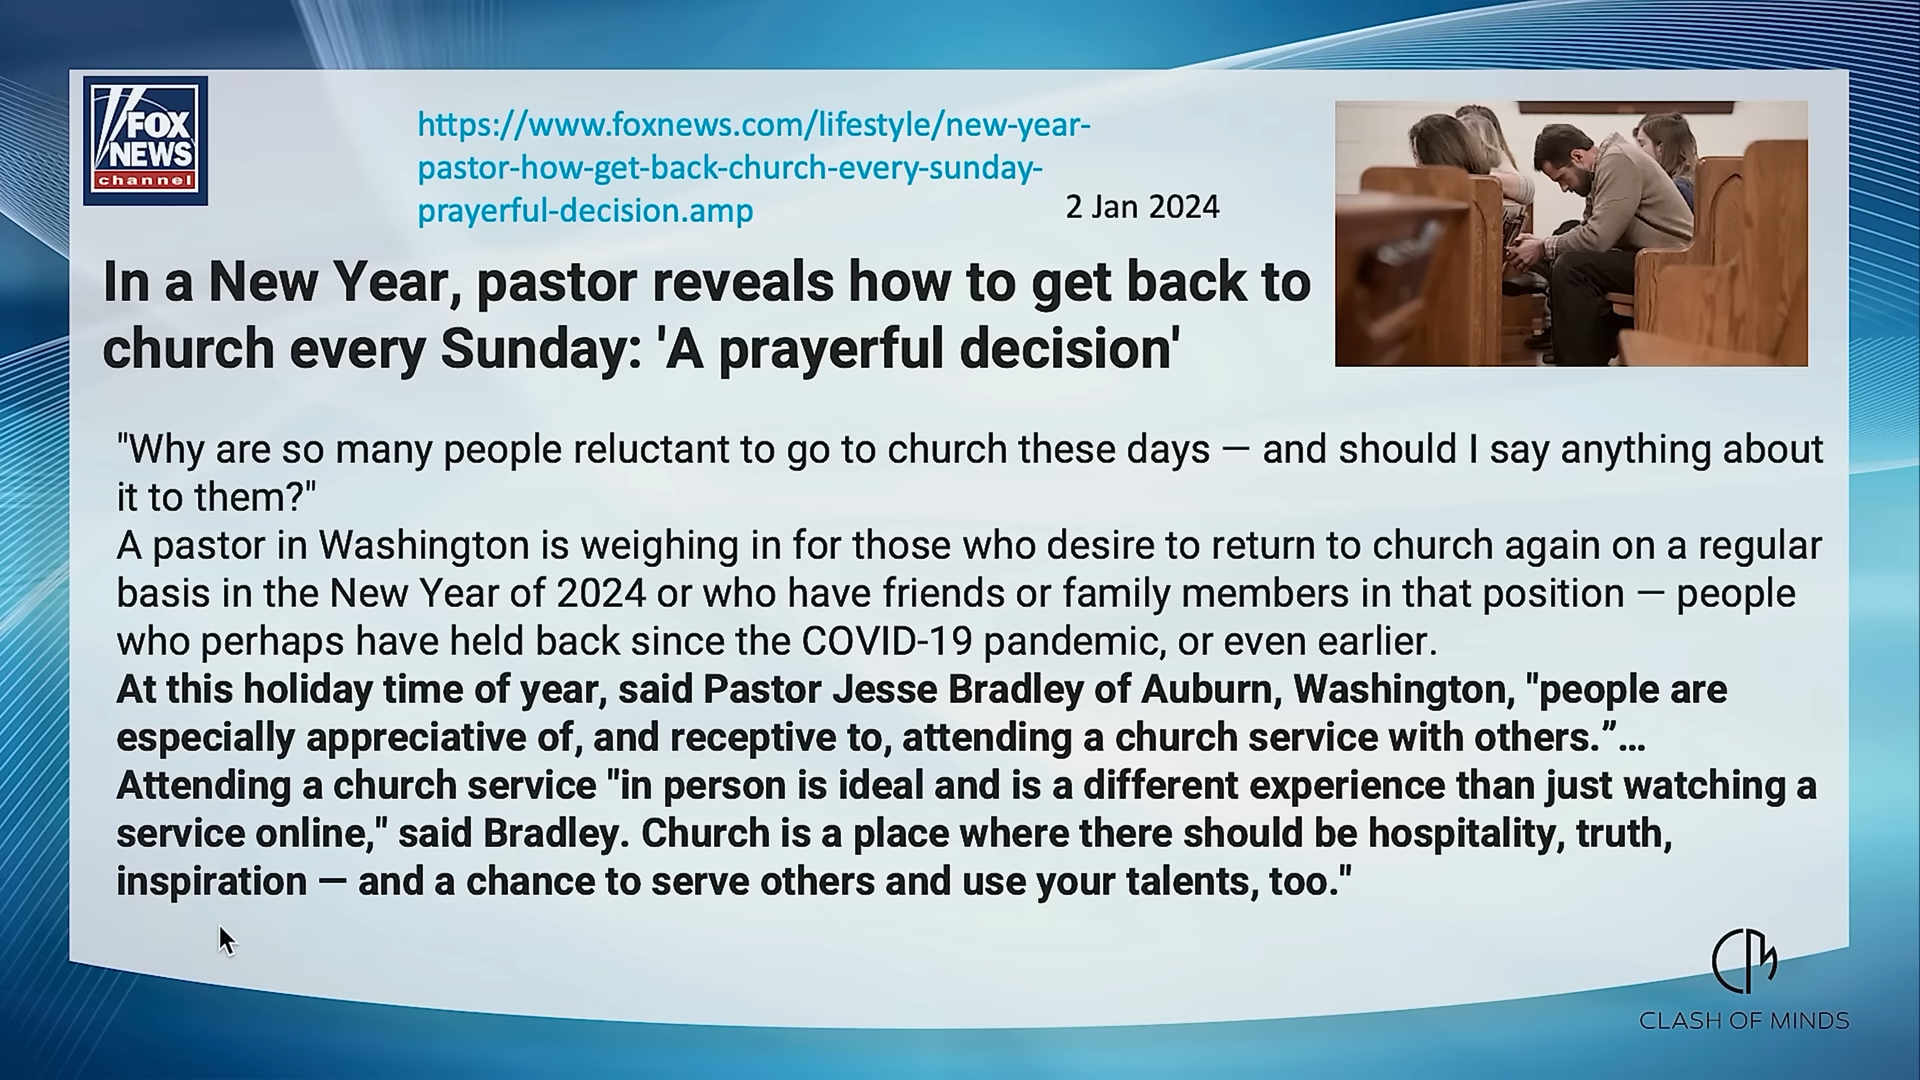 FOX
NEWS
channel
https://www.foxnews.com/lifestyle/new-year-
pastor-how-get-back-church-every-sunday-
prayerful-decision.amp
2 Jan 2024
In a New Year, pastor reveals how to get back to
church every Sunday: 'A prayerful decision'
"Why are so many people reluctant to go to church these days — and should I say anything about
it to them?"
A pastor in Washington is weighing in for those who desire to return to church again on a regular
basis in the New Year of 2024 or who have friends or family members in that position — people
who perhaps have held back since the COVID-19 pandemic, or even earlier.
At this holiday time of year, said Pastor Jesse Bradley of Auburn, Washington, "people are
especially appreciative of, and receptive to, attending a church service with others.”...
Attending a church service "in person is ideal and is a different experience than just watching a
service online," said Bradley. Church is a place where there should be hospitality, truth,
inspiration — and a chance to serve others and use your talents, too."
CLASH OF MINDS